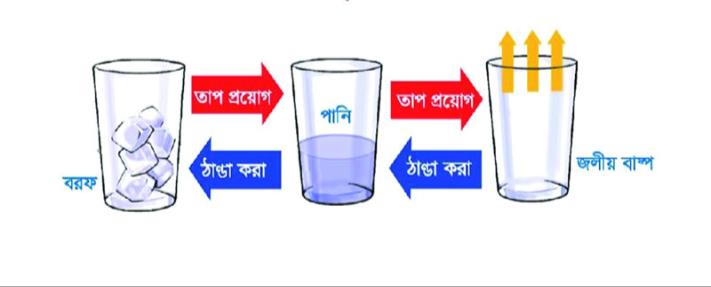 তাপ প্রয়োগ
তাপ প্রয়োগ
পানি
ঠাণ্ডা করা
ঠাণ্ডা করা
বরফ
জলীয় বাষ্প